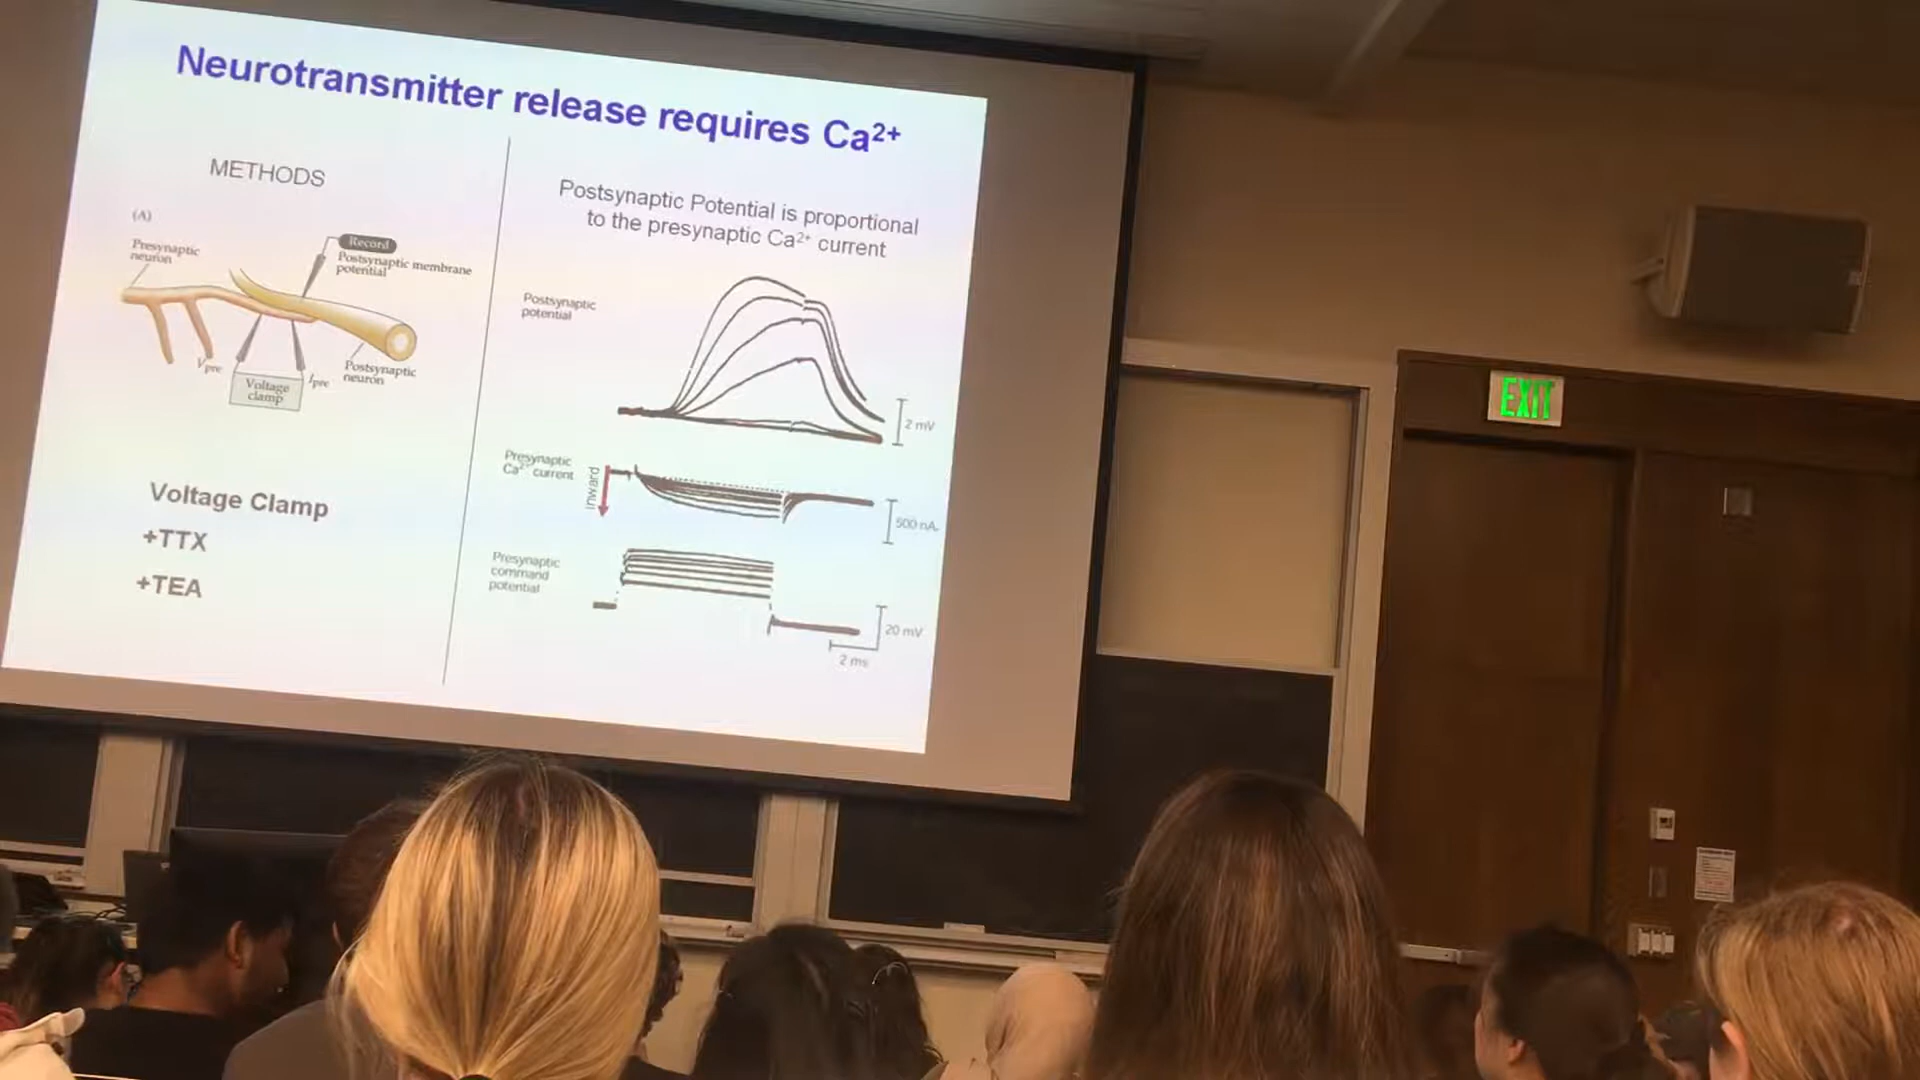 Neurotransmitter release requires Ca²⁺
METHODS
(A)
Presynaptic
neuron
Record
Postsynaptic membrane
potential
Vpre
Voltage
clamp
Ipre
Postsynaptic
neuron
Voltage Clamp
+TTX
+TEA
Postsynaptic Potential is proportional
to the presynaptic Ca²⁺ current
Postsynaptic
potential
2 mV
Presynaptic
Ca²⁺ current
inward
500 nA
Presynaptic
command
potential
20 mV
2 ms
EXIT